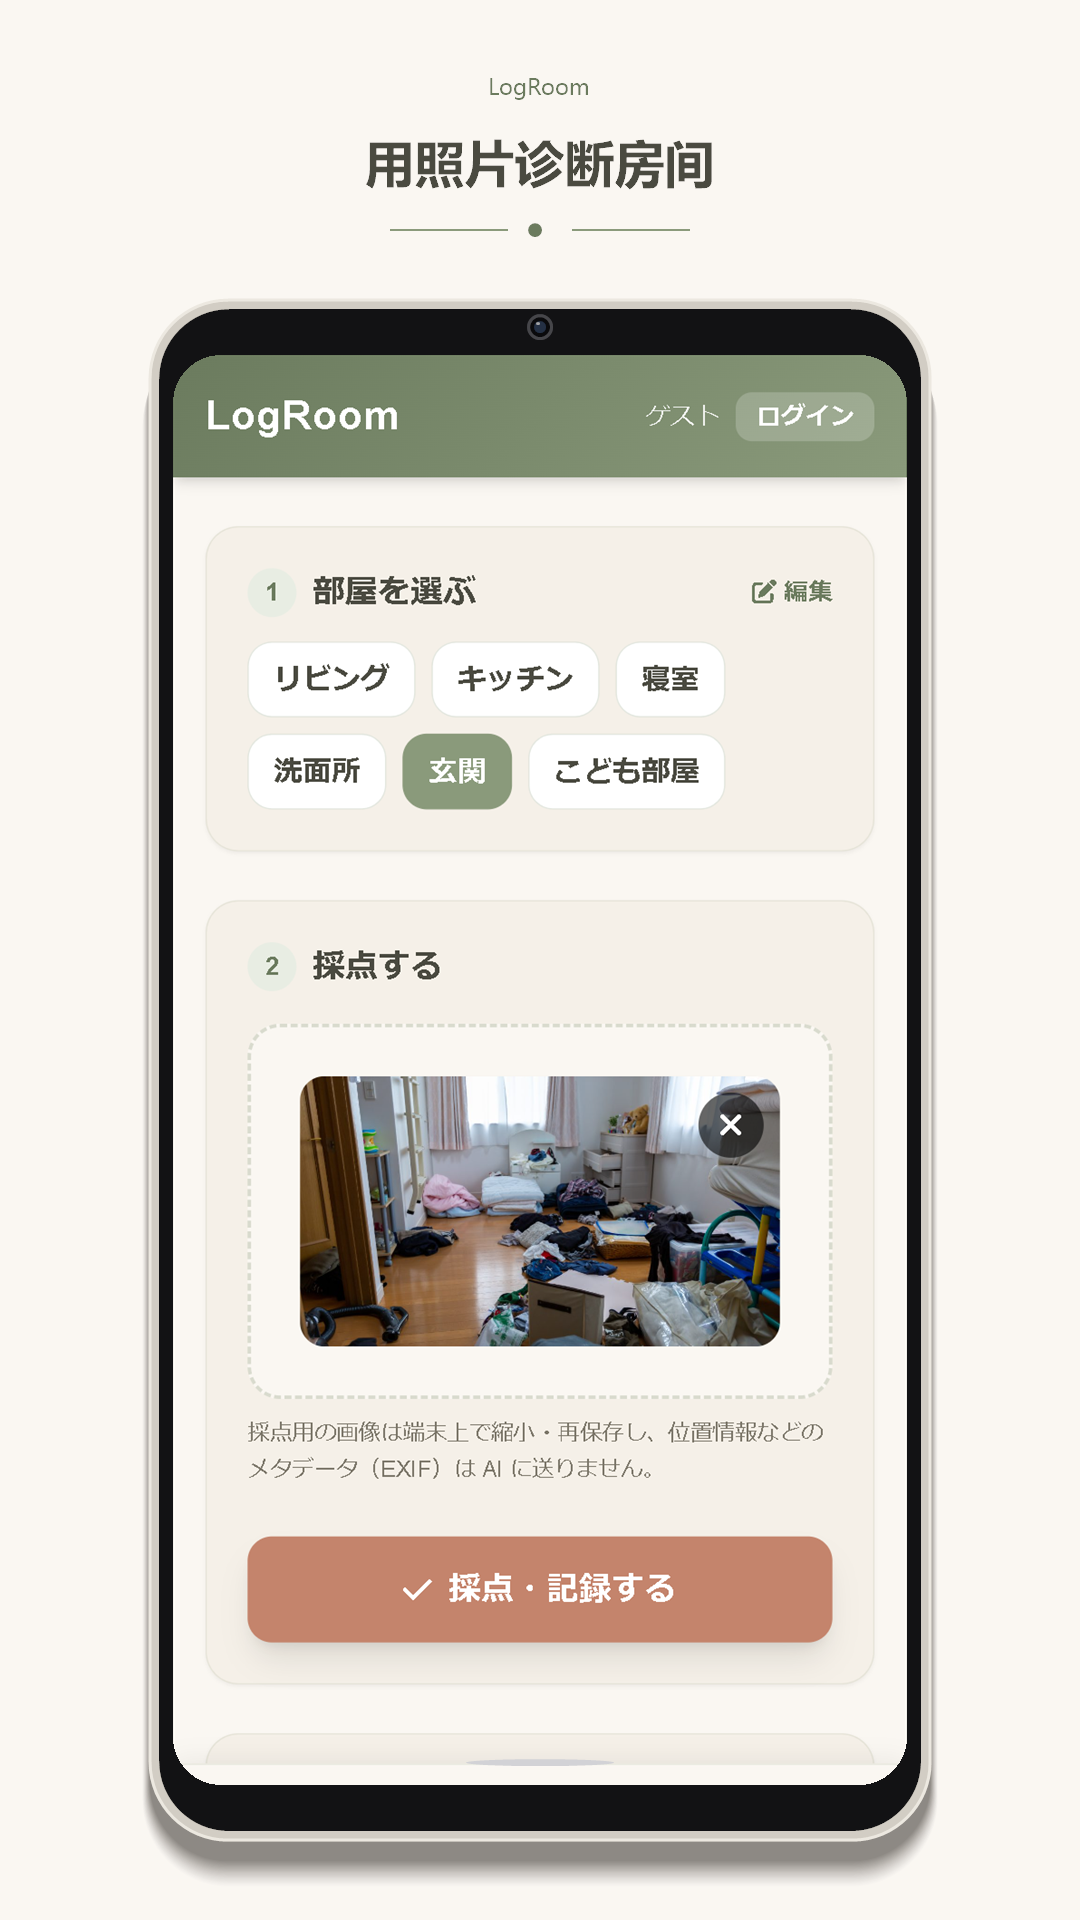 LogRoom
用照片诊断房间
LogRoom
ゲスト
ログイン
1 部屋を選ぶ
編集
リビング
キッチン
寝室
洗面所
玄関
こども部屋
2 採点する
採点用の画像は端末上で縮小・再保存し、位置情報などの
メタデータ（EXIF）は AI に送りません。
採点・記録する